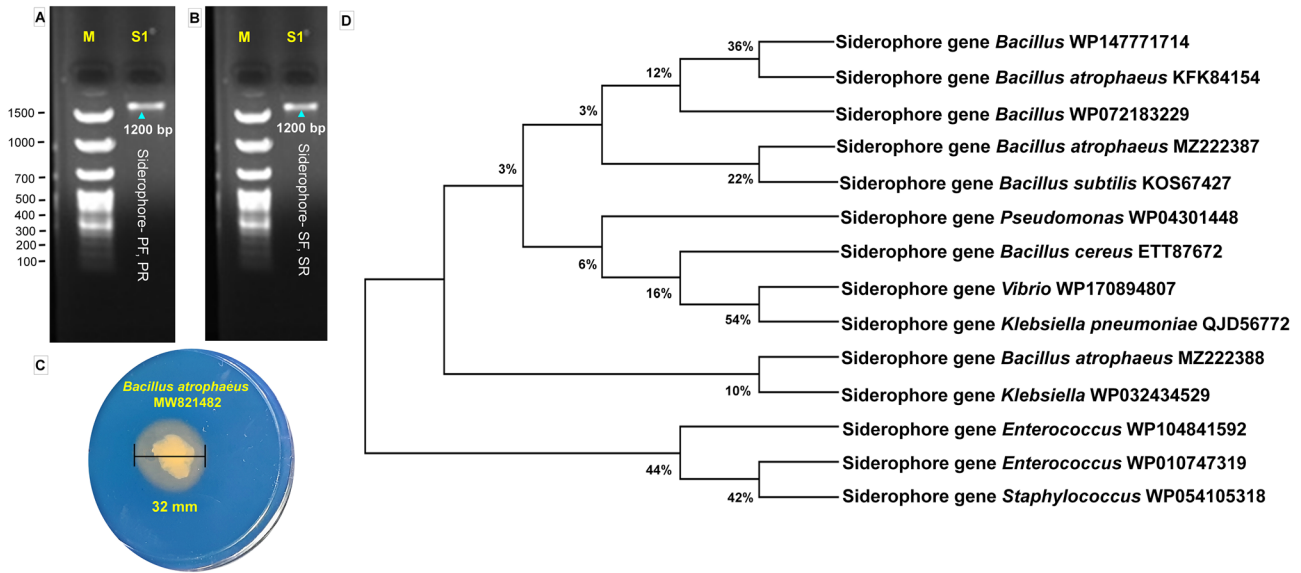 A
M
S1
1500
1000
700
500
400
300
200
100
1200 bp
Siderophore- PF, PR
B
M
S1
1200 bp
Siderophore- SF, SR
C
Bacillus atrophaeus
MW821482
32 mm
D
36%
12%
3%
3%
22%
6%
16%
54%
10%
44%
42%
Siderophore gene Bacillus WP147771714
Siderophore gene Bacillus atrophaeus KFK84154
Siderophore gene Bacillus WP072183229
Siderophore gene Bacillus atrophaeus MZ222387
Siderophore gene Bacillus subtilis KOS67427
Siderophore gene Pseudomonas WP04301448
Siderophore gene Bacillus cereus ETT87672
Siderophore gene Vibrio WP170894807
Siderophore gene Klebsiella pneumoniae QJD56772
Siderophore gene Bacillus atrophaeus MZ222388
Siderophore gene Klebsiella WP032434529
Siderophore gene Enterococcus WP104841592
Siderophore gene Enterococcus WP010747319
Siderophore gene Staphylococcus WP054105318